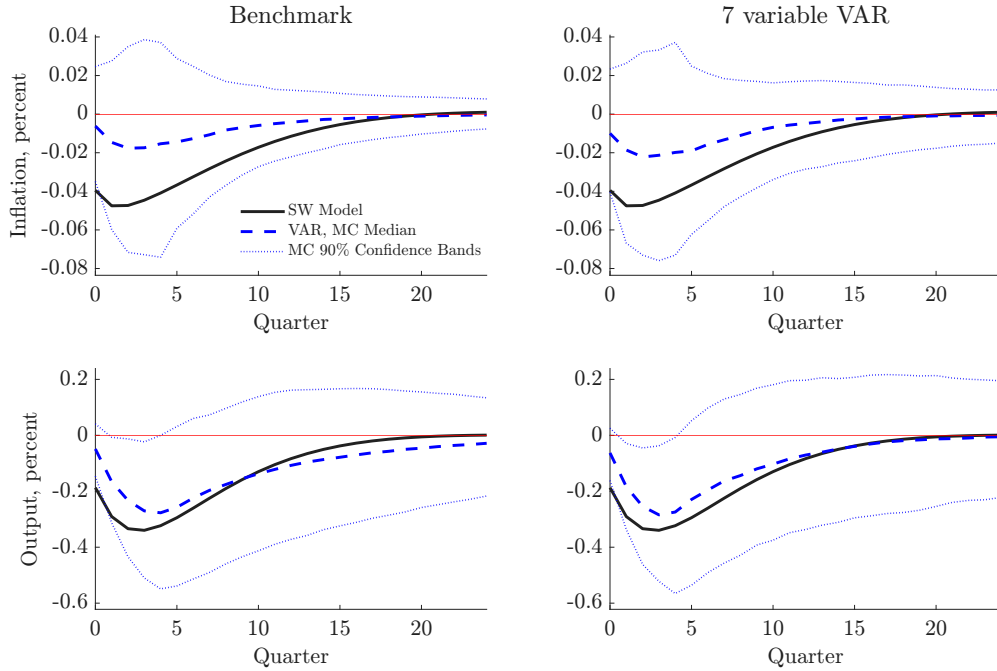 Benchmark
7 variable VAR
0.04
0.02
0
-0.02
-0.04
-0.06
-0.08
Inflation, percent
SW Model
VAR, MC Median
MC 90% Confidence Bands
0 5 10 15 20
Quarter
0.04
0.02
0
-0.02
-0.04
-0.06
-0.08
0 5 10 15 20
Quarter
0.2
0
-0.2
-0.4
-0.6
Output, percent
0 5 10 15 20
Quarter
0.2
0
-0.2
-0.4
-0.6
0 5 10 15 20
Quarter